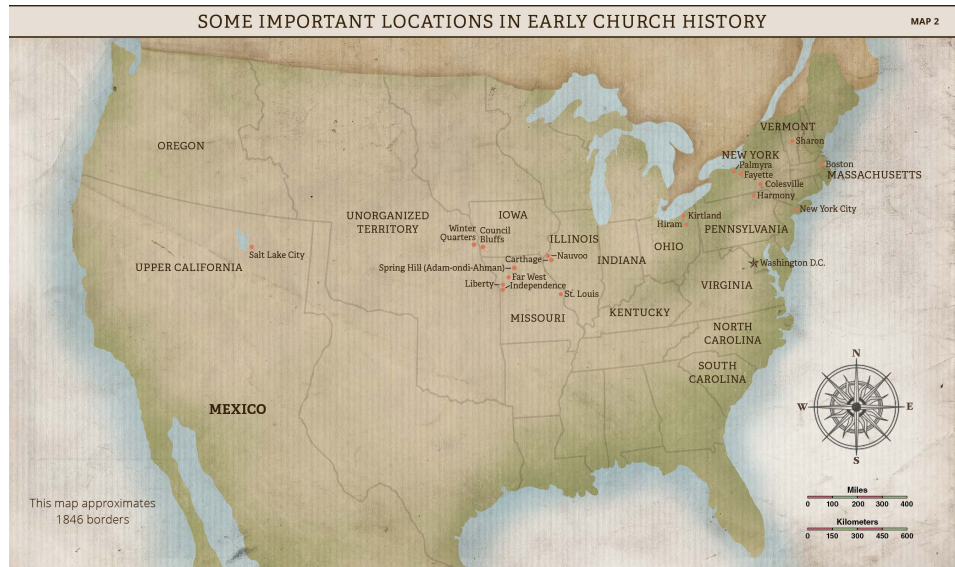 SOME IMPORTANT LOCATIONS IN EARLY CHURCH HISTORY
MAP 2
VERMONT
Sharon
OREGON
NEW YORK
Palmyra
Boston
Fayette
MASSACHUSETTS
Colesville
Harmony
New York City
UNORGANIZED
TERRITORY
IOWA
Kirtland
Hiram
PENNSYLVANIA
Winter
Quarters
Council
Bluffs
ILLINOIS
OHIO
Salt Lake City
Nauvoo
Carthage
INDIANA
Washington D.C.
UPPER CALIFORNIA
Spring Hill (Adam-ondi-Ahman)
Far West
Liberty
Independence
VIRGINIA
St. Louis
KENTUCKY
MISSOURI
NORTH
CAROLINA
SOUTH
CAROLINA
MEXICO
N
W
E
S
This map approximates
1846 borders
Miles
0 100 200 300 400
Kilometers
0 150 300 450 600